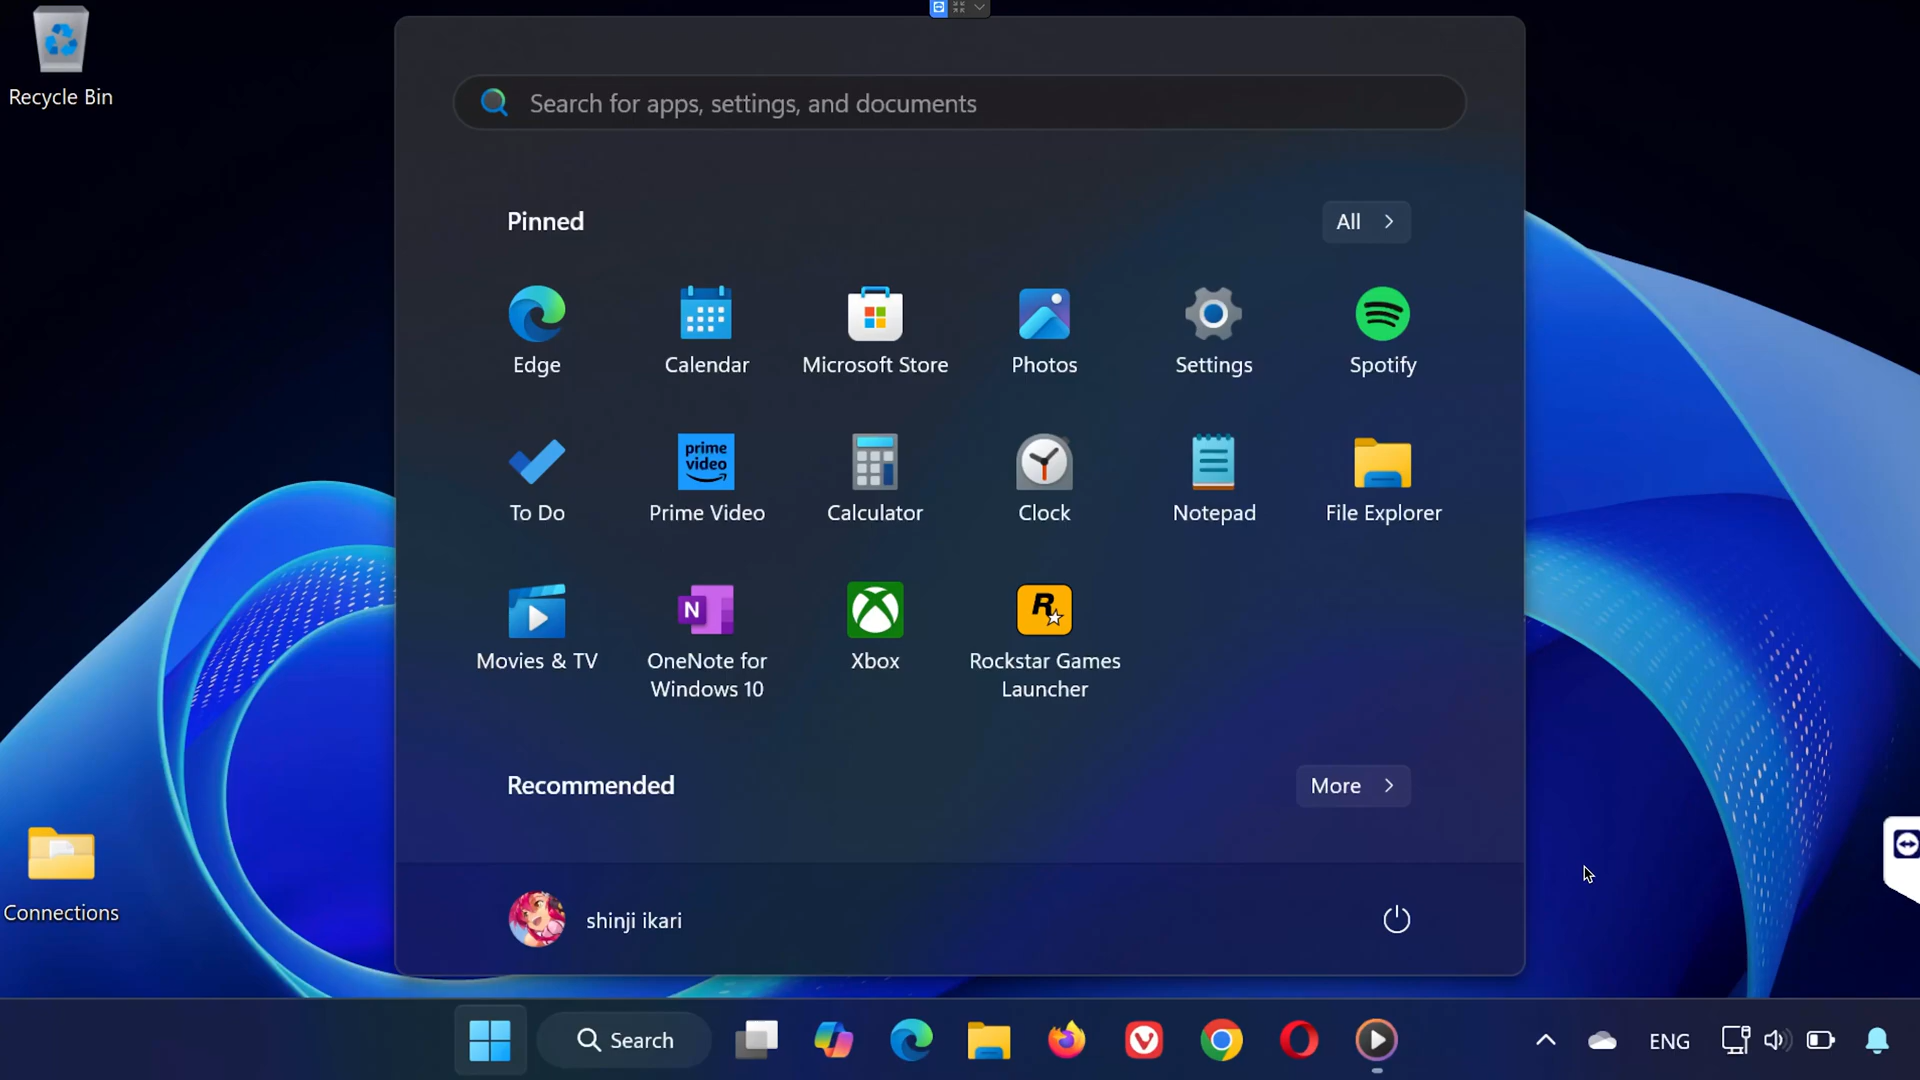 Recycle Bin
Search for apps, settings, and documents
Pinned
All
Edge
Calendar
Microsoft Store
Photos
Settings
Spotify
To Do
prime
video
Prime Video
Calculator
Clock
Notepad
File Explorer
Movies & TV
N
OneNote for
Windows 10
Xbox
R
Rockstar Games
Launcher
Recommended
More
Connections
shinji ikari
Search
ENG